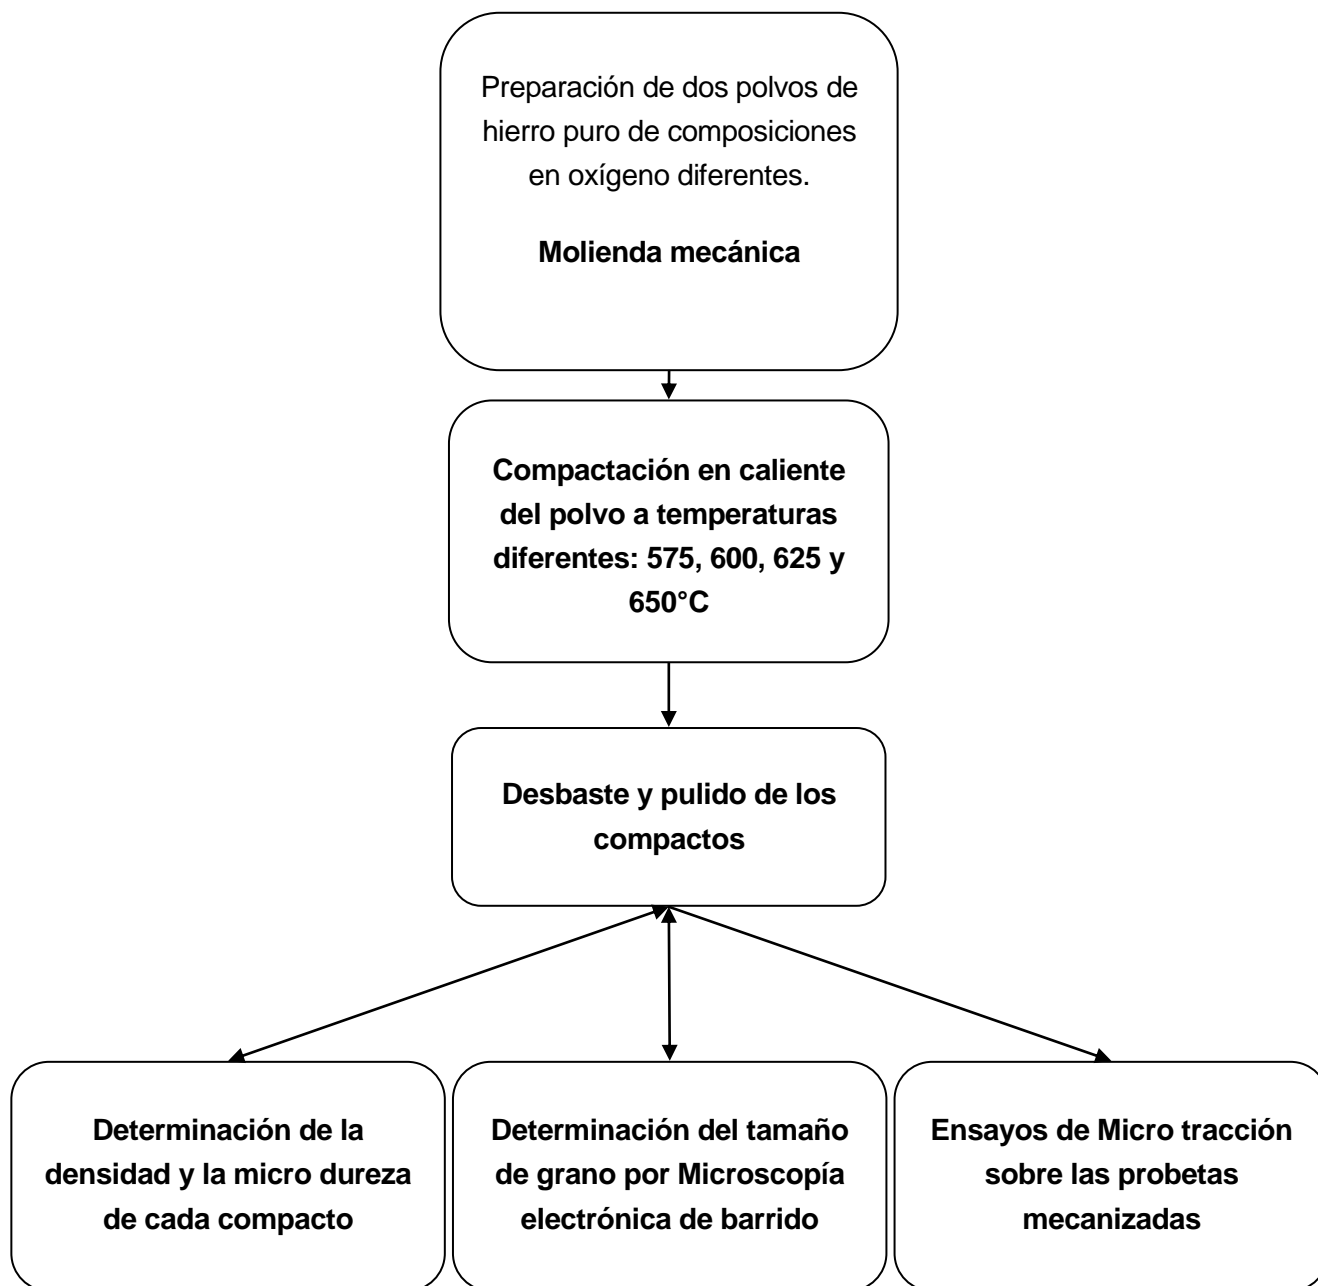 Preparación de dos polvos de
hierro puro de composiciones
en oxígeno diferentes.
Molienda mecánica
Compactación en caliente
del polvo a temperaturas
diferentes: 575, 600, 625 y
650°C
Desbaste y pulido de los
compactos
Determinación de la
densidad y la micro dureza
de cada compacto
Determinación del tamaño
de grano por Microscopía
electrónica de barrido
Ensayos de Micro tracción
sobre las probetas
mecanizadas